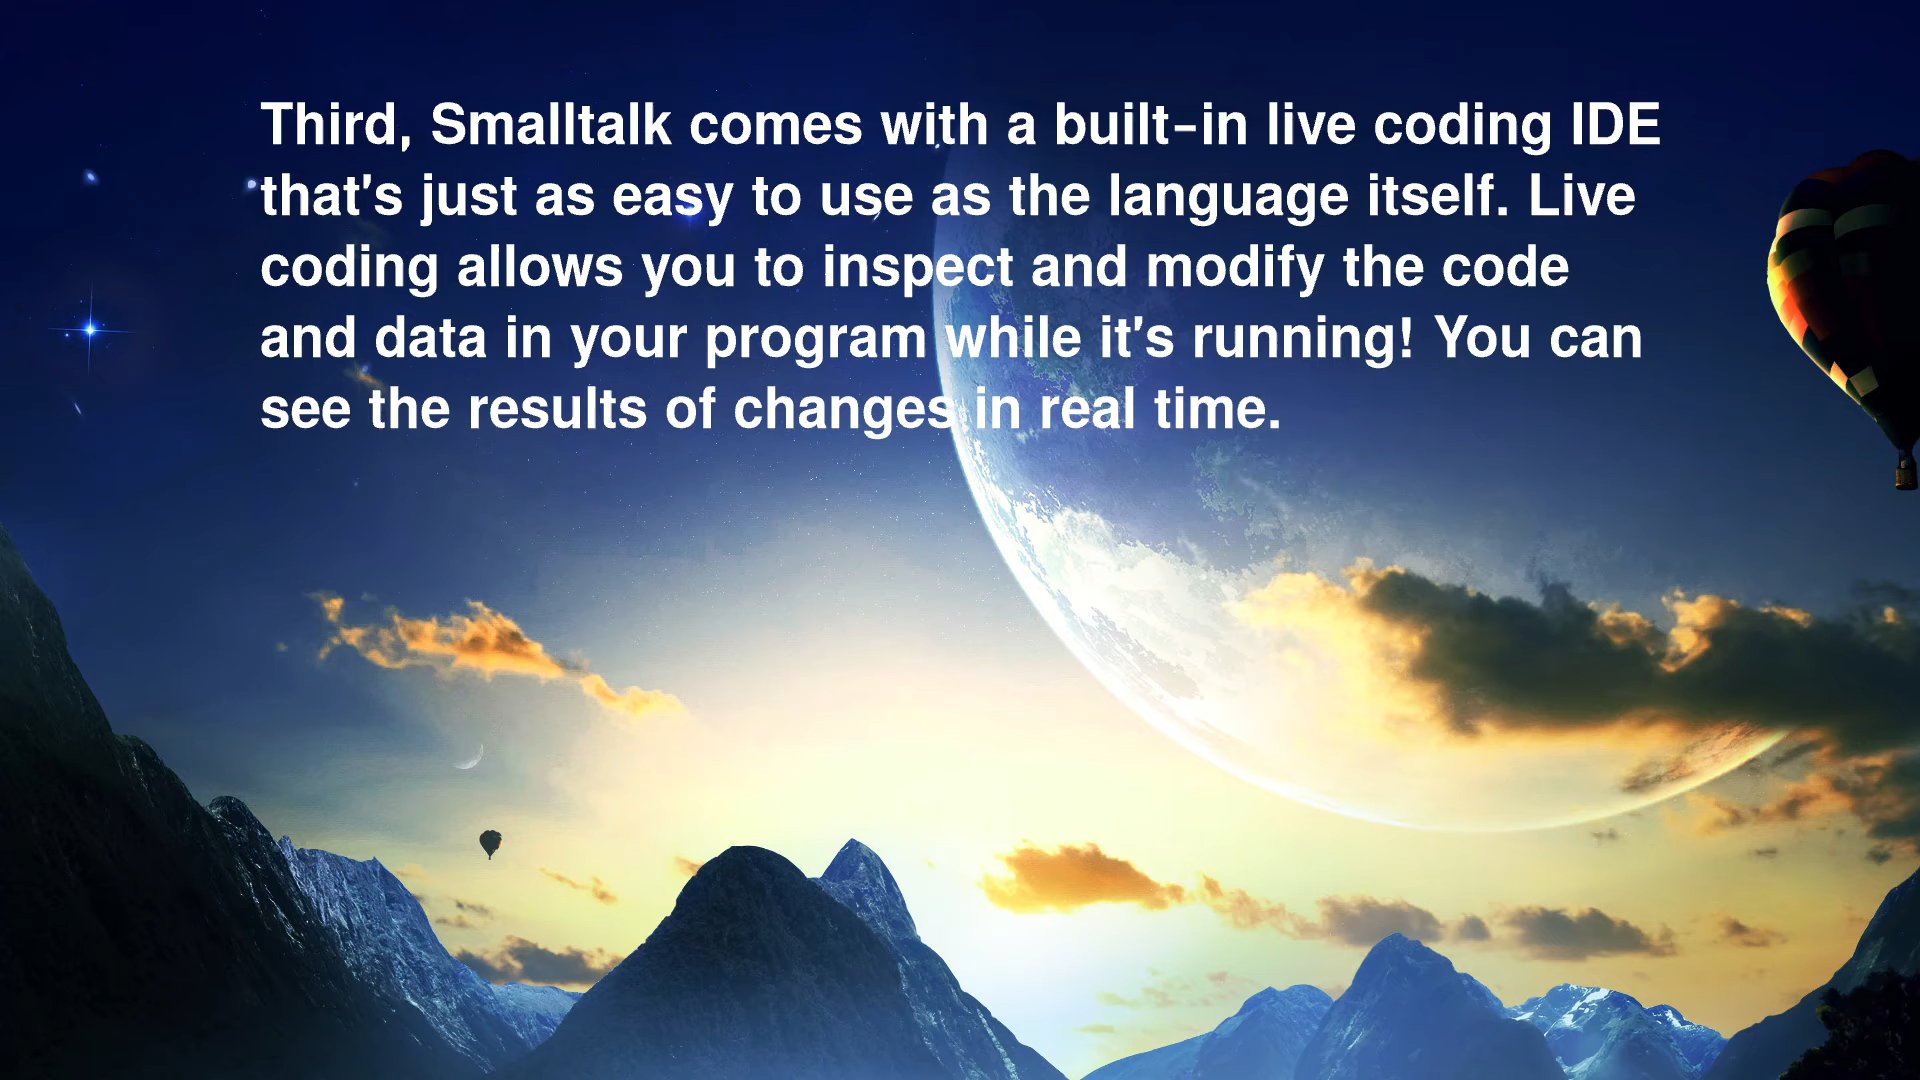 Third, Smalltalk comes with a built-in live coding IDE
that's just as easy to use as the language itself. Live
coding allows you to inspect and modify the code
and data in your program while it's running! You can
see the results of changes in real time.